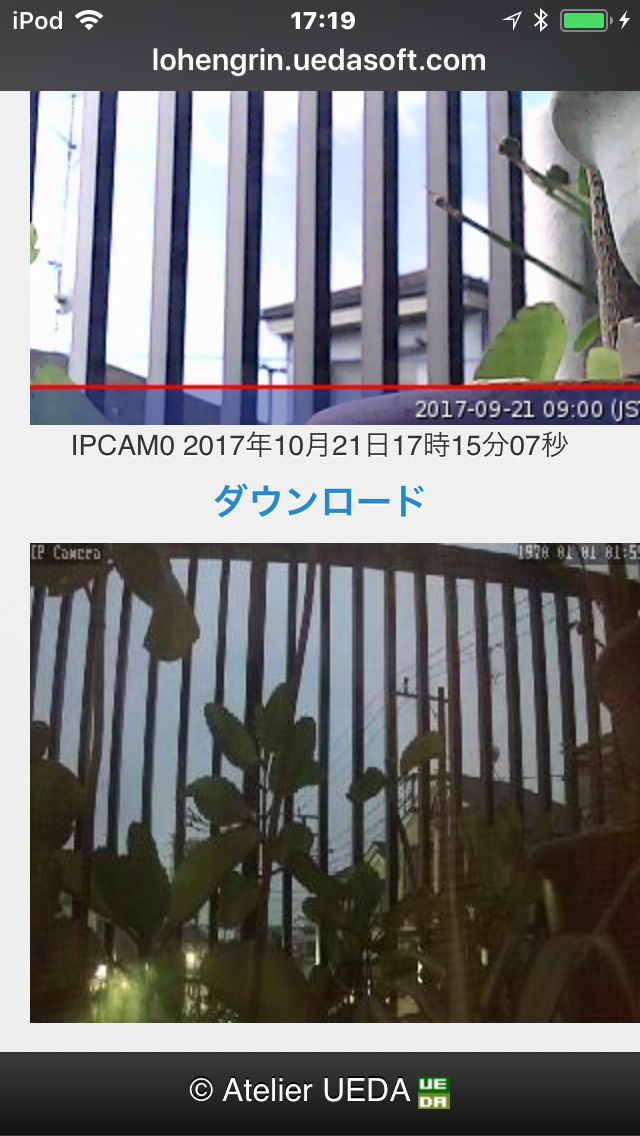 iPod 17:19
lohengrin.uedasoft.com
2017-09-21 09:00 (JS
IPCAM0 2017年10月21日17時15分07秒
ダウンロード
IP Camera 1970 01 01 01:5
© Atelier UEDA UE
DA